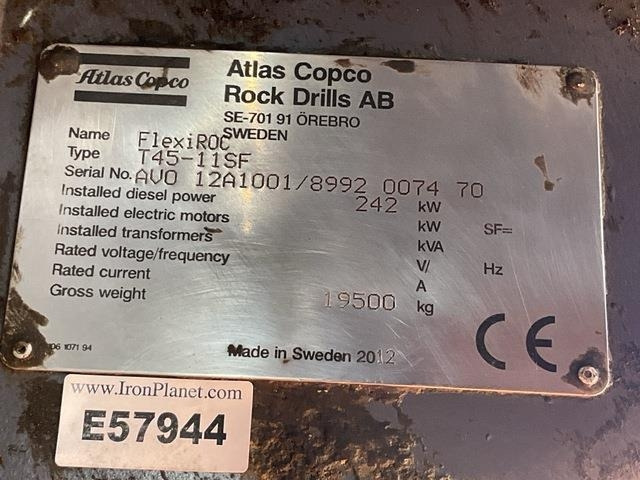 Atlas Copco
Atlas Copco
Rock Drills AB
SE-701 91 ÖREBRO
SWEDEN
Name FlexiROC
Type T45-11SF
Serial No. AVO 12A1001/8992 0074 70
Installed diesel power 242 kW
Installed electric motors kW SF=
Installed transformers kVA
Rated voltage/frequency V/ Hz
Rated current A
Gross weight 19500 kg
1071 94
Made in Sweden 2012
CE
www.IronPlanet.com
E57944